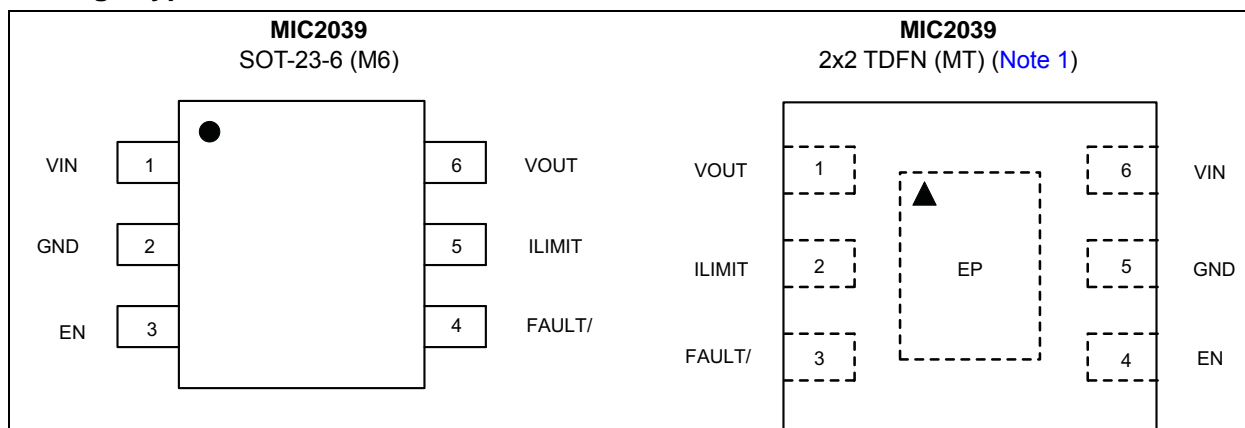 MIC2039
SOT-23-6 (M6)
VIN 1
6 VOUT
GND 2
5 ILIMIT
EN 3
4 FAULT/
MIC2039
2x2 TDFN (MT) (Note 1)
VOUT 1
6 VIN
ILIMIT 2
EP
5 GND
FAULT/ 3
4 EN